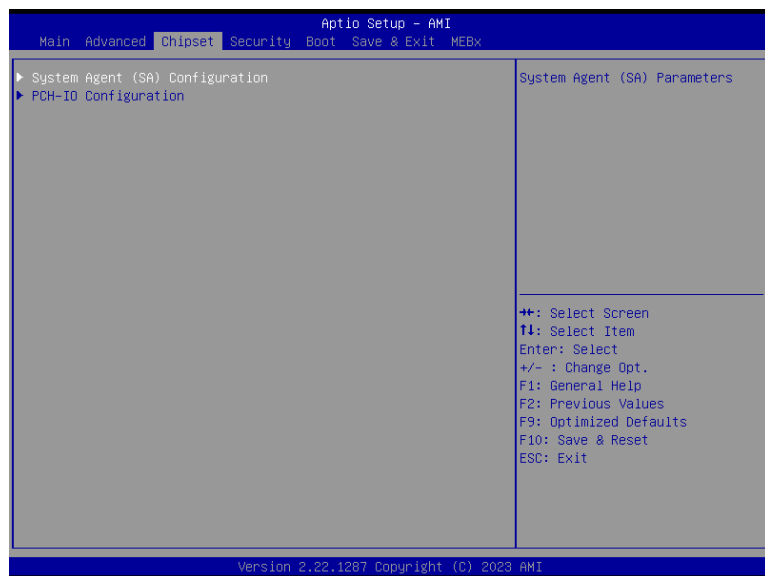 Aptio Setup – AMI
Main Advanced Chipset Security Boot Save & Exit MEBx
▶ System Agent (SA) Configuration
▶ PCH-IO Configuration
System Agent (SA) Parameters
→←: Select Screen
↑↓: Select Item
Enter: Select
+/- : Change Opt.
F1: General Help
F2: Previous Values
F9: Optimized Defaults
F10: Save & Reset
ESC: Exit
Version 2.22.1287 Copyright (C) 2023 AMI